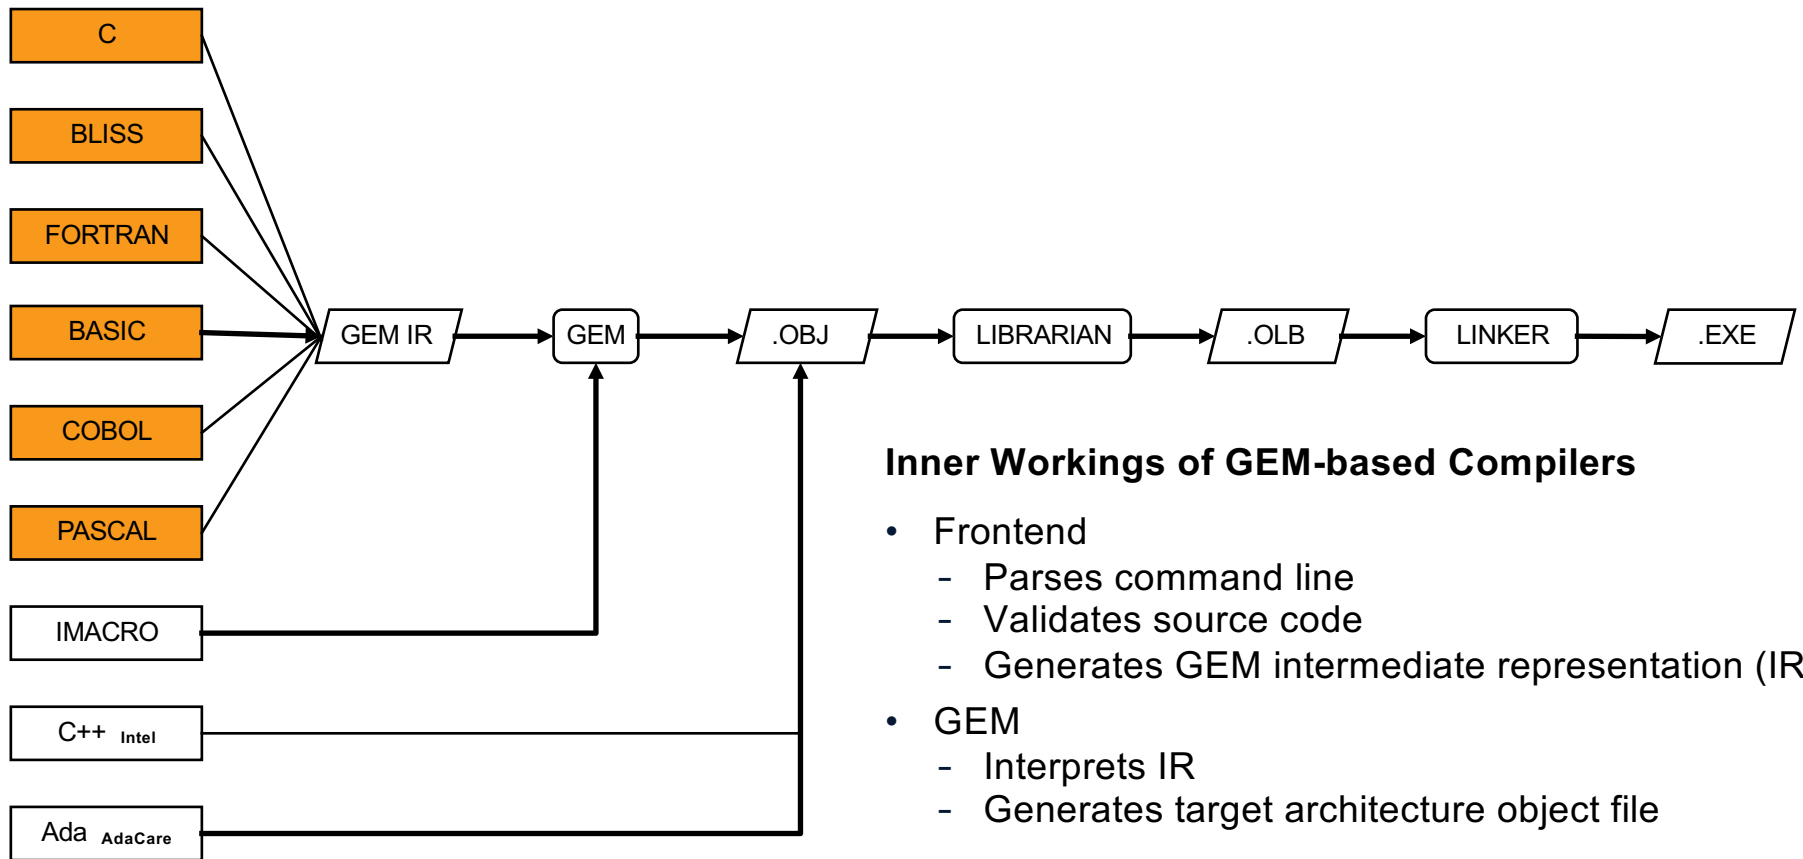 C
BLISS
FORTRAN
BASIC
GEM IR
GEM
.OBJ
LIBRARIAN
.OLB
LINKER
.EXE
COBOL
PASCAL
IMACRO
C++ Intel
Ada AdaCare
Inner Workings of GEM-based Compilers
• Frontend
- Parses command line
- Validates source code
- Generates GEM intermediate representation (IR
• GEM
- Interprets IR
- Generates target architecture object file